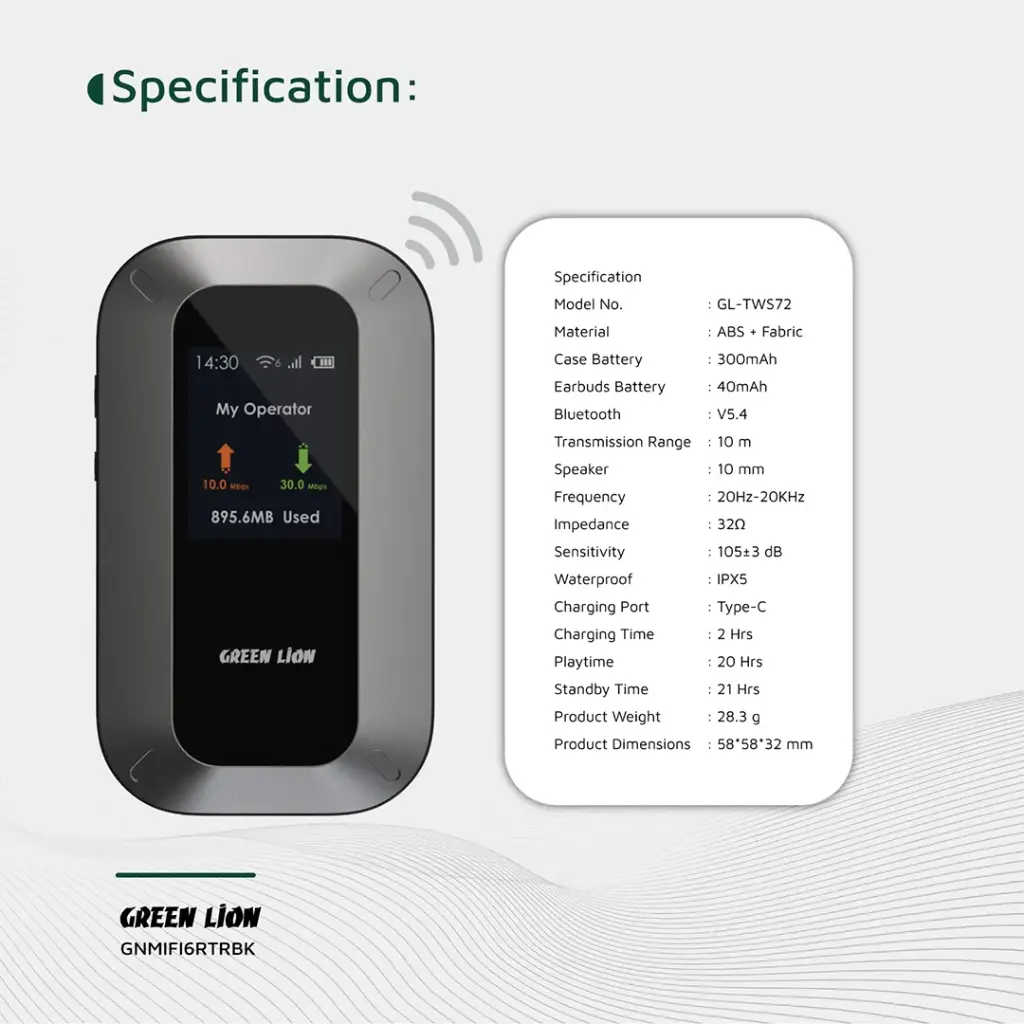 Specification:
14:30 6
My Operator
10.0 Mbps 30.0 Mbps
895.6MB Used
GREEN LION
Specification
Model No. : GL-TWS72
Material : ABS + Fabric
Case Battery : 300mAh
Earbuds Battery : 40mAh
Bluetooth : V5.4
Transmission Range : 10 m
Speaker : 10 mm
Frequency : 20Hz-20KHz
Impedance : 32Ω
Sensitivity : 105±3 dB
Waterproof : IPX5
Charging Port : Type-C
Charging Time : 2 Hrs
Playtime : 20 Hrs
Standby Time : 21 Hrs
Product Weight : 28.3 g
Product Dimensions : 58*58*32 mm
GREEN LION
GNMIFI6RTRBK